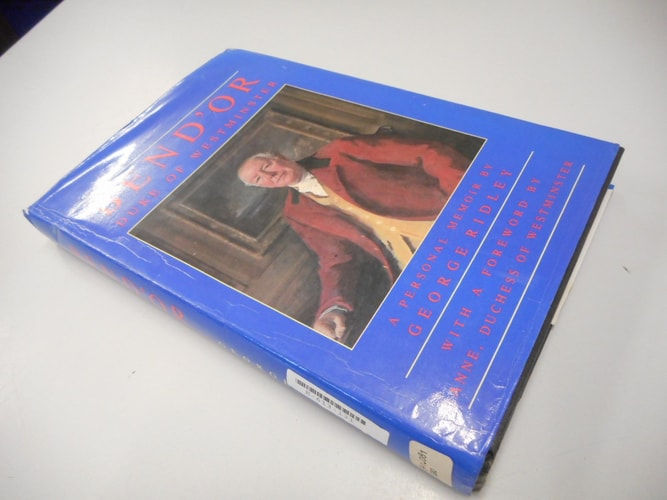 BEND'OR
DUKE OF WESTMINSTER
A PERSONAL MEMOIR BY
GEORGE RIDLEY
WITH A FOREWORD BY
ANNE, DUCHESS OF WESTMINSTER